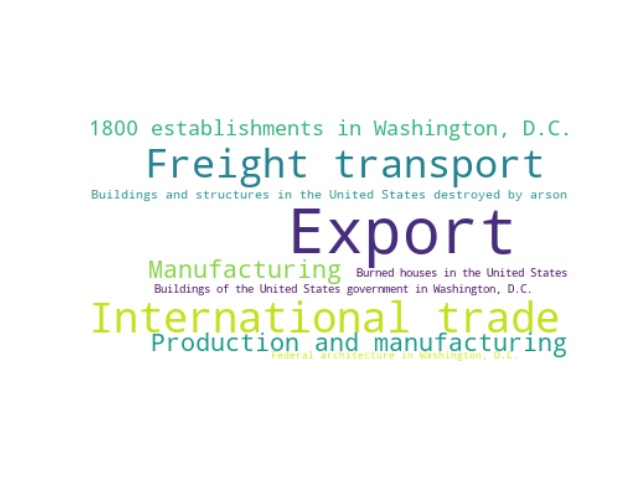 1800 establishments in Washington, D.C.
Freight transport
Buildings and structures in the United States destroyed by arson
Export
Manufacturing
Burned houses in the United States
Buildings of the United States government in Washington, D.C.
International trade
Production and manufacturing
Federal architecture in Washington, D.C.